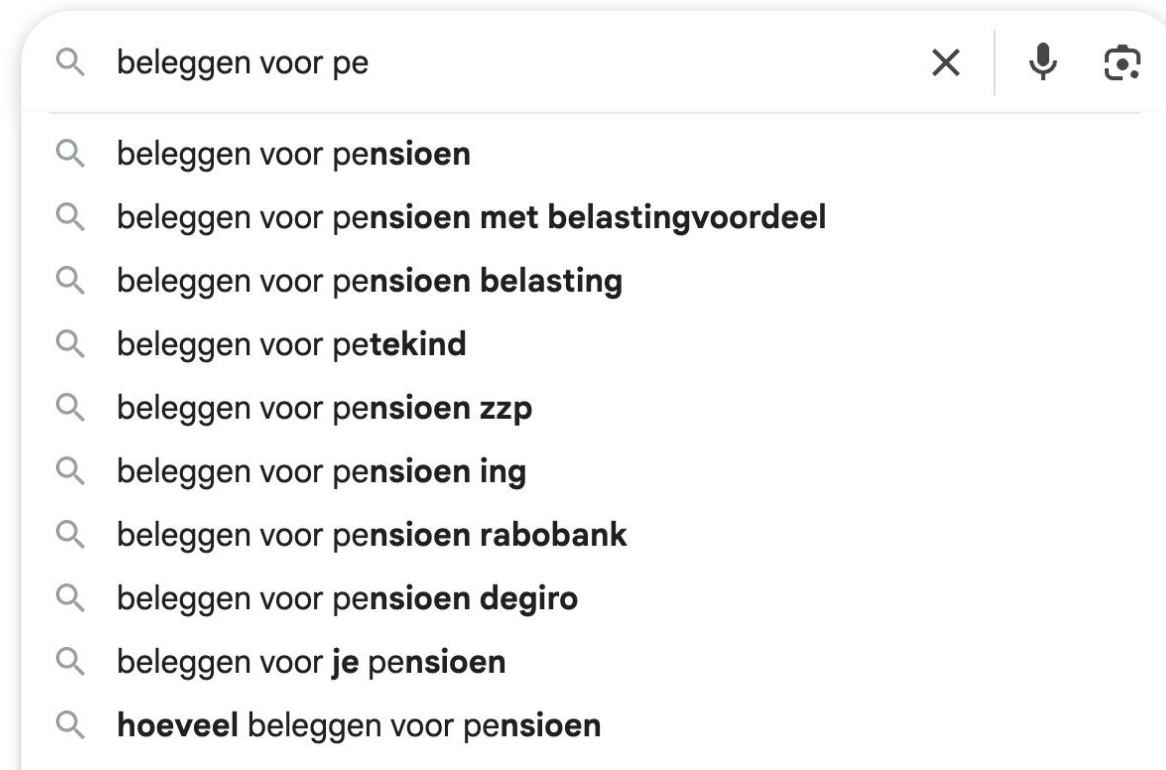 beleggen voor pe
beleggen voor pensioen
beleggen voor pensioen met belastingvoordeel
beleggen voor pensioen belasting
beleggen voor petekind
beleggen voor pensioen zzp
beleggen voor pensioen ing
beleggen voor pensioen rabobank
beleggen voor pensioen degiro
beleggen voor je pensioen
hoeveel beleggen voor pensioen